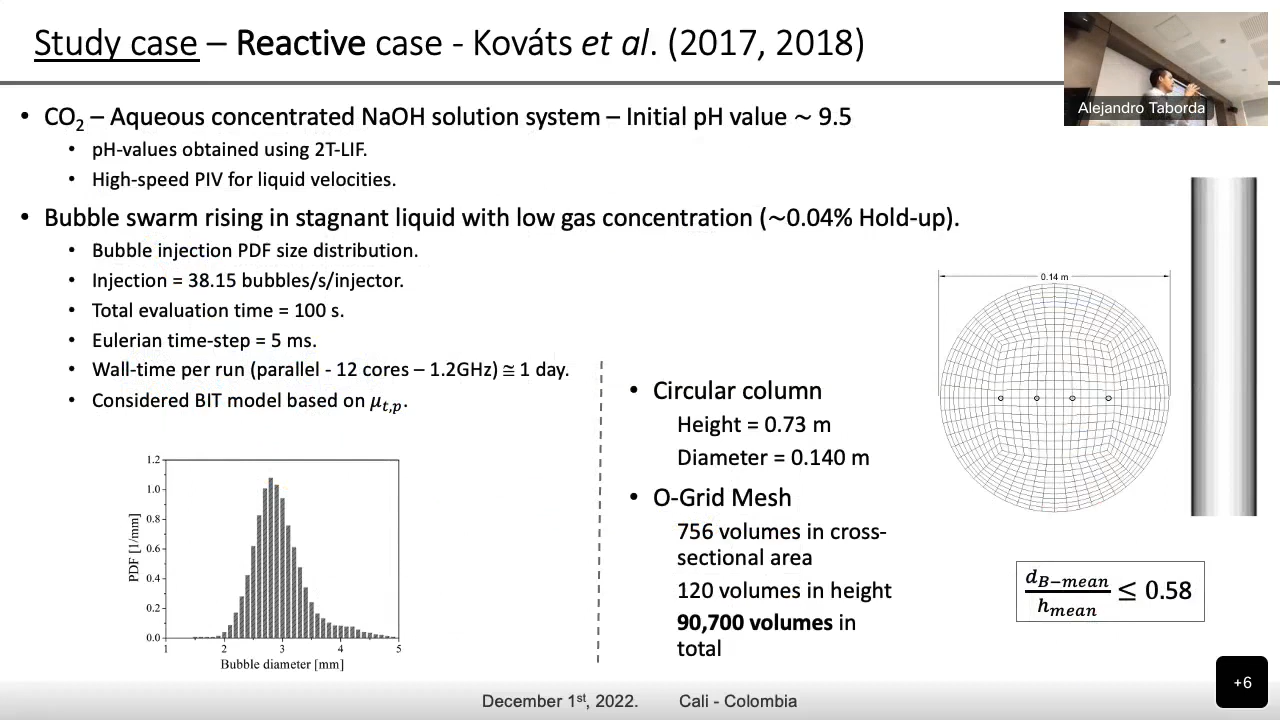 Study case – Reactive case - Kováts et al. (2017, 2018)
Alejandro Taborda
• CO2 – Aqueous concentrated NaOH solution system – Initial pH value ~ 9.5
• pH-values obtained using 2T-LIF.
• High-speed PIV for liquid velocities.
• Bubble swarm rising in stagnant liquid with low gas concentration (~0.04% Hold-up).
• Bubble injection PDF size distribution.
• Injection = 38.15 bubbles/s/injector.
• Total evaluation time = 100 s.
• Eulerian time-step = 5 ms.
• Wall-time per run (parallel - 12 cores – 1.2GHz) ≅ 1 day.
• Considered BIT model based on μt,p.
1.2
1.0
0.8
0.6
0.4
0.2
0.0
PDF [1/mm]
1 2 3 4 5
Bubble diameter [mm]
• Circular column
Height = 0.73 m
Diameter = 0.140 m
• O-Grid Mesh
756 volumes in cross-
sectional area
120 volumes in height
90,700 volumes in
total
0.14 m
dB−mean
hmean
≤ 0.58
+6
December 1st, 2022. Cali - Colombia